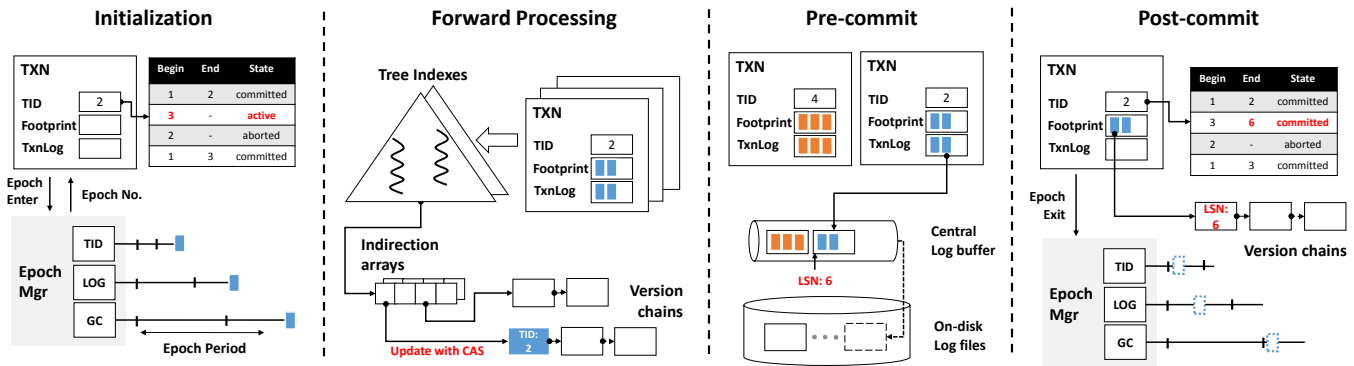 Initialization
TXN
TID
2
Footprint
TxnLog
Begin End State
1 2 committed
3 - active
2 - aborted
1 3 committed
Epoch
Enter
Epoch No.
Epoch
Mgr
TID
LOG
GC
Epoch Period
Forward Processing
Tree Indexes
TXN
TID
2
Footprint
TxnLog
Indirection
arrays
Version
chains
Update with CAS
TID:
2
Pre-commit
TXN
TID
4
Footprint
TxnLog
TXN
TID
2
Footprint
TxnLog
Central
Log buffer
LSN: 6
On-disk
Log files
Post-commit
TXN
TID
2
Footprint
TxnLog
Begin End State
1 2 committed
3 6 committed
2 - aborted
1 3 committed
Epoch
Exit
LSN:
6
Version chains
Epoch
Mgr
TID
LOG
GC